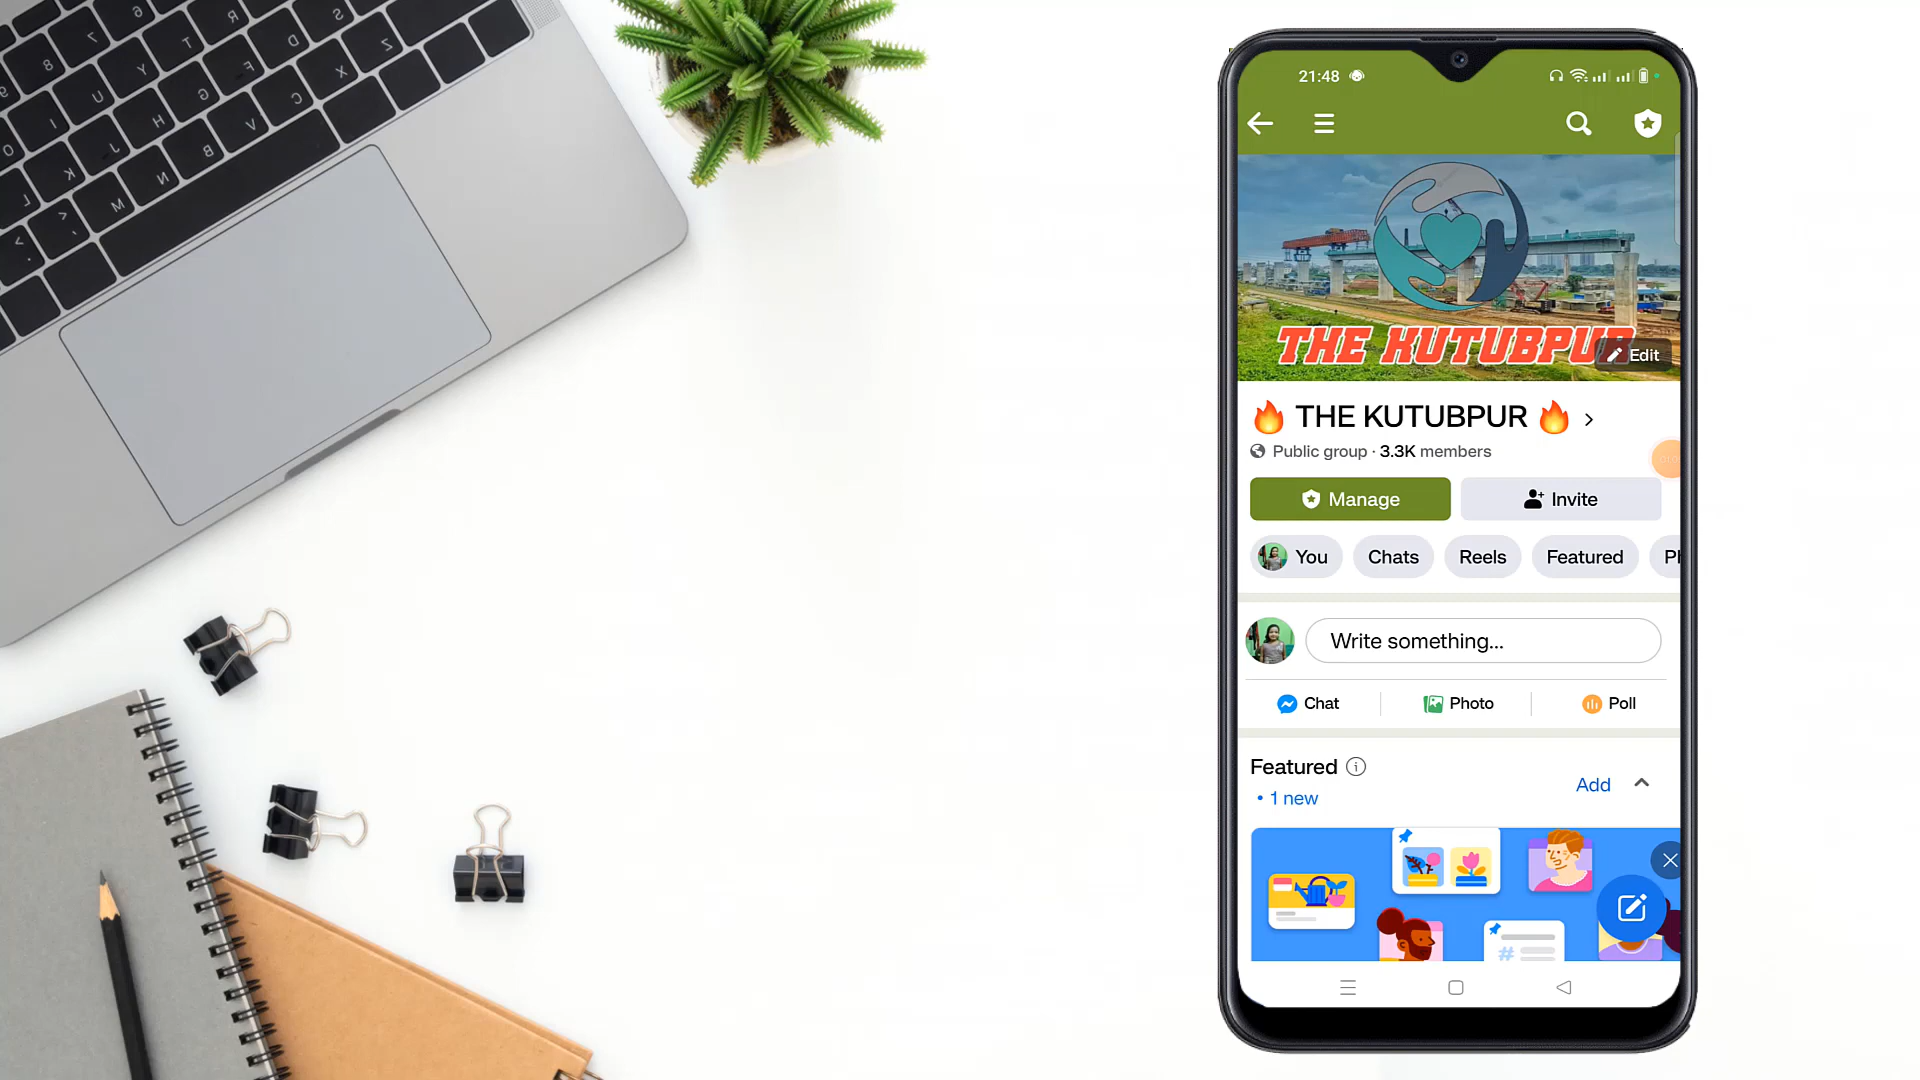 21:48
THE KUTUBPUR
Edit
THE KUTUBPUR
Public group · 3.3K members
Manage
Invite
You
Chats
Reels
Featured
Write something...
Chat
Photo
Poll
Featured
• 1 new
Add
#